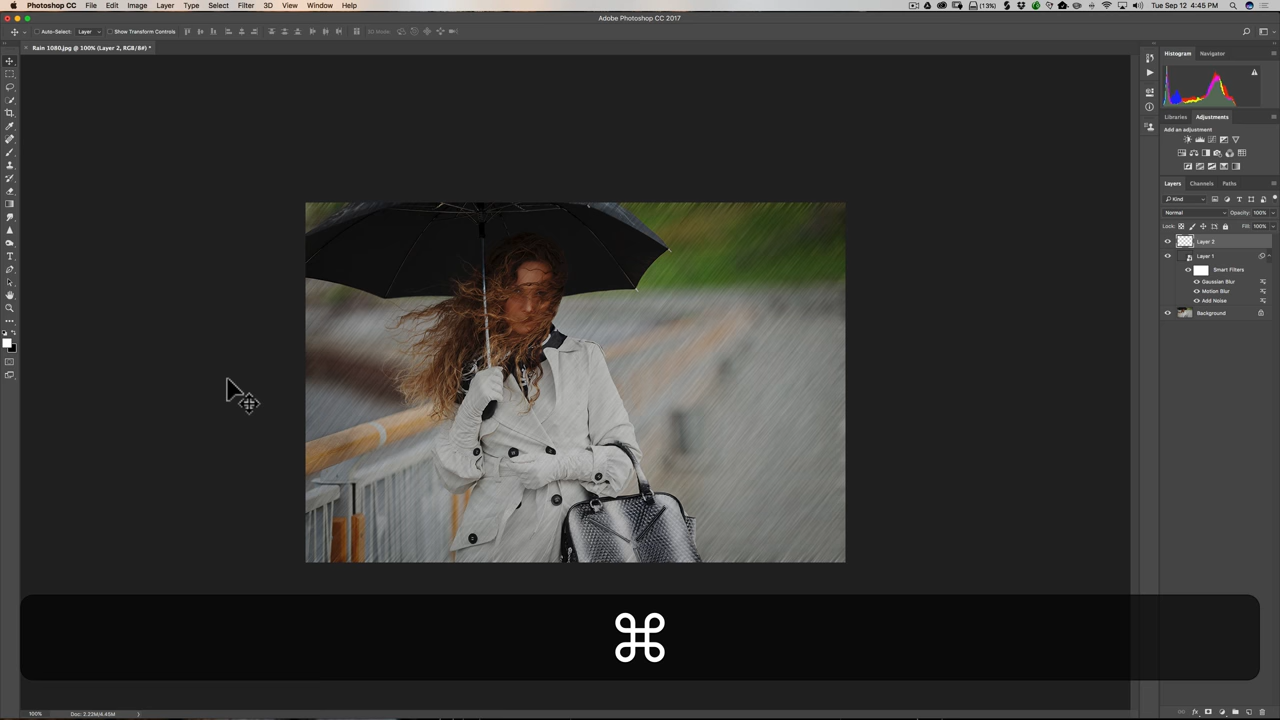 Photoshop CC File Edit Image Layer Type Select Filter 3D View Window Help (13%) Tue Sep 12 4:45 PM
Adobe Photoshop CC 2017
Auto-Select: Layer Show Transform Controls 3D Mode:
Rain 1080.jpg @ 100% (Layer 2, RGB/8#) *
Histogram Navigator
Libraries Adjustments
Add an adjustment
Layers Channels Paths
Kind
Normal Opacity: 100%
Lock: Fill: 100%
Layer 2
Layer 1
Smart Filters
Gaussian Blur
Motion Blur
Add Noise
Background
⌘
100% Doc: 2.22M/4.45M